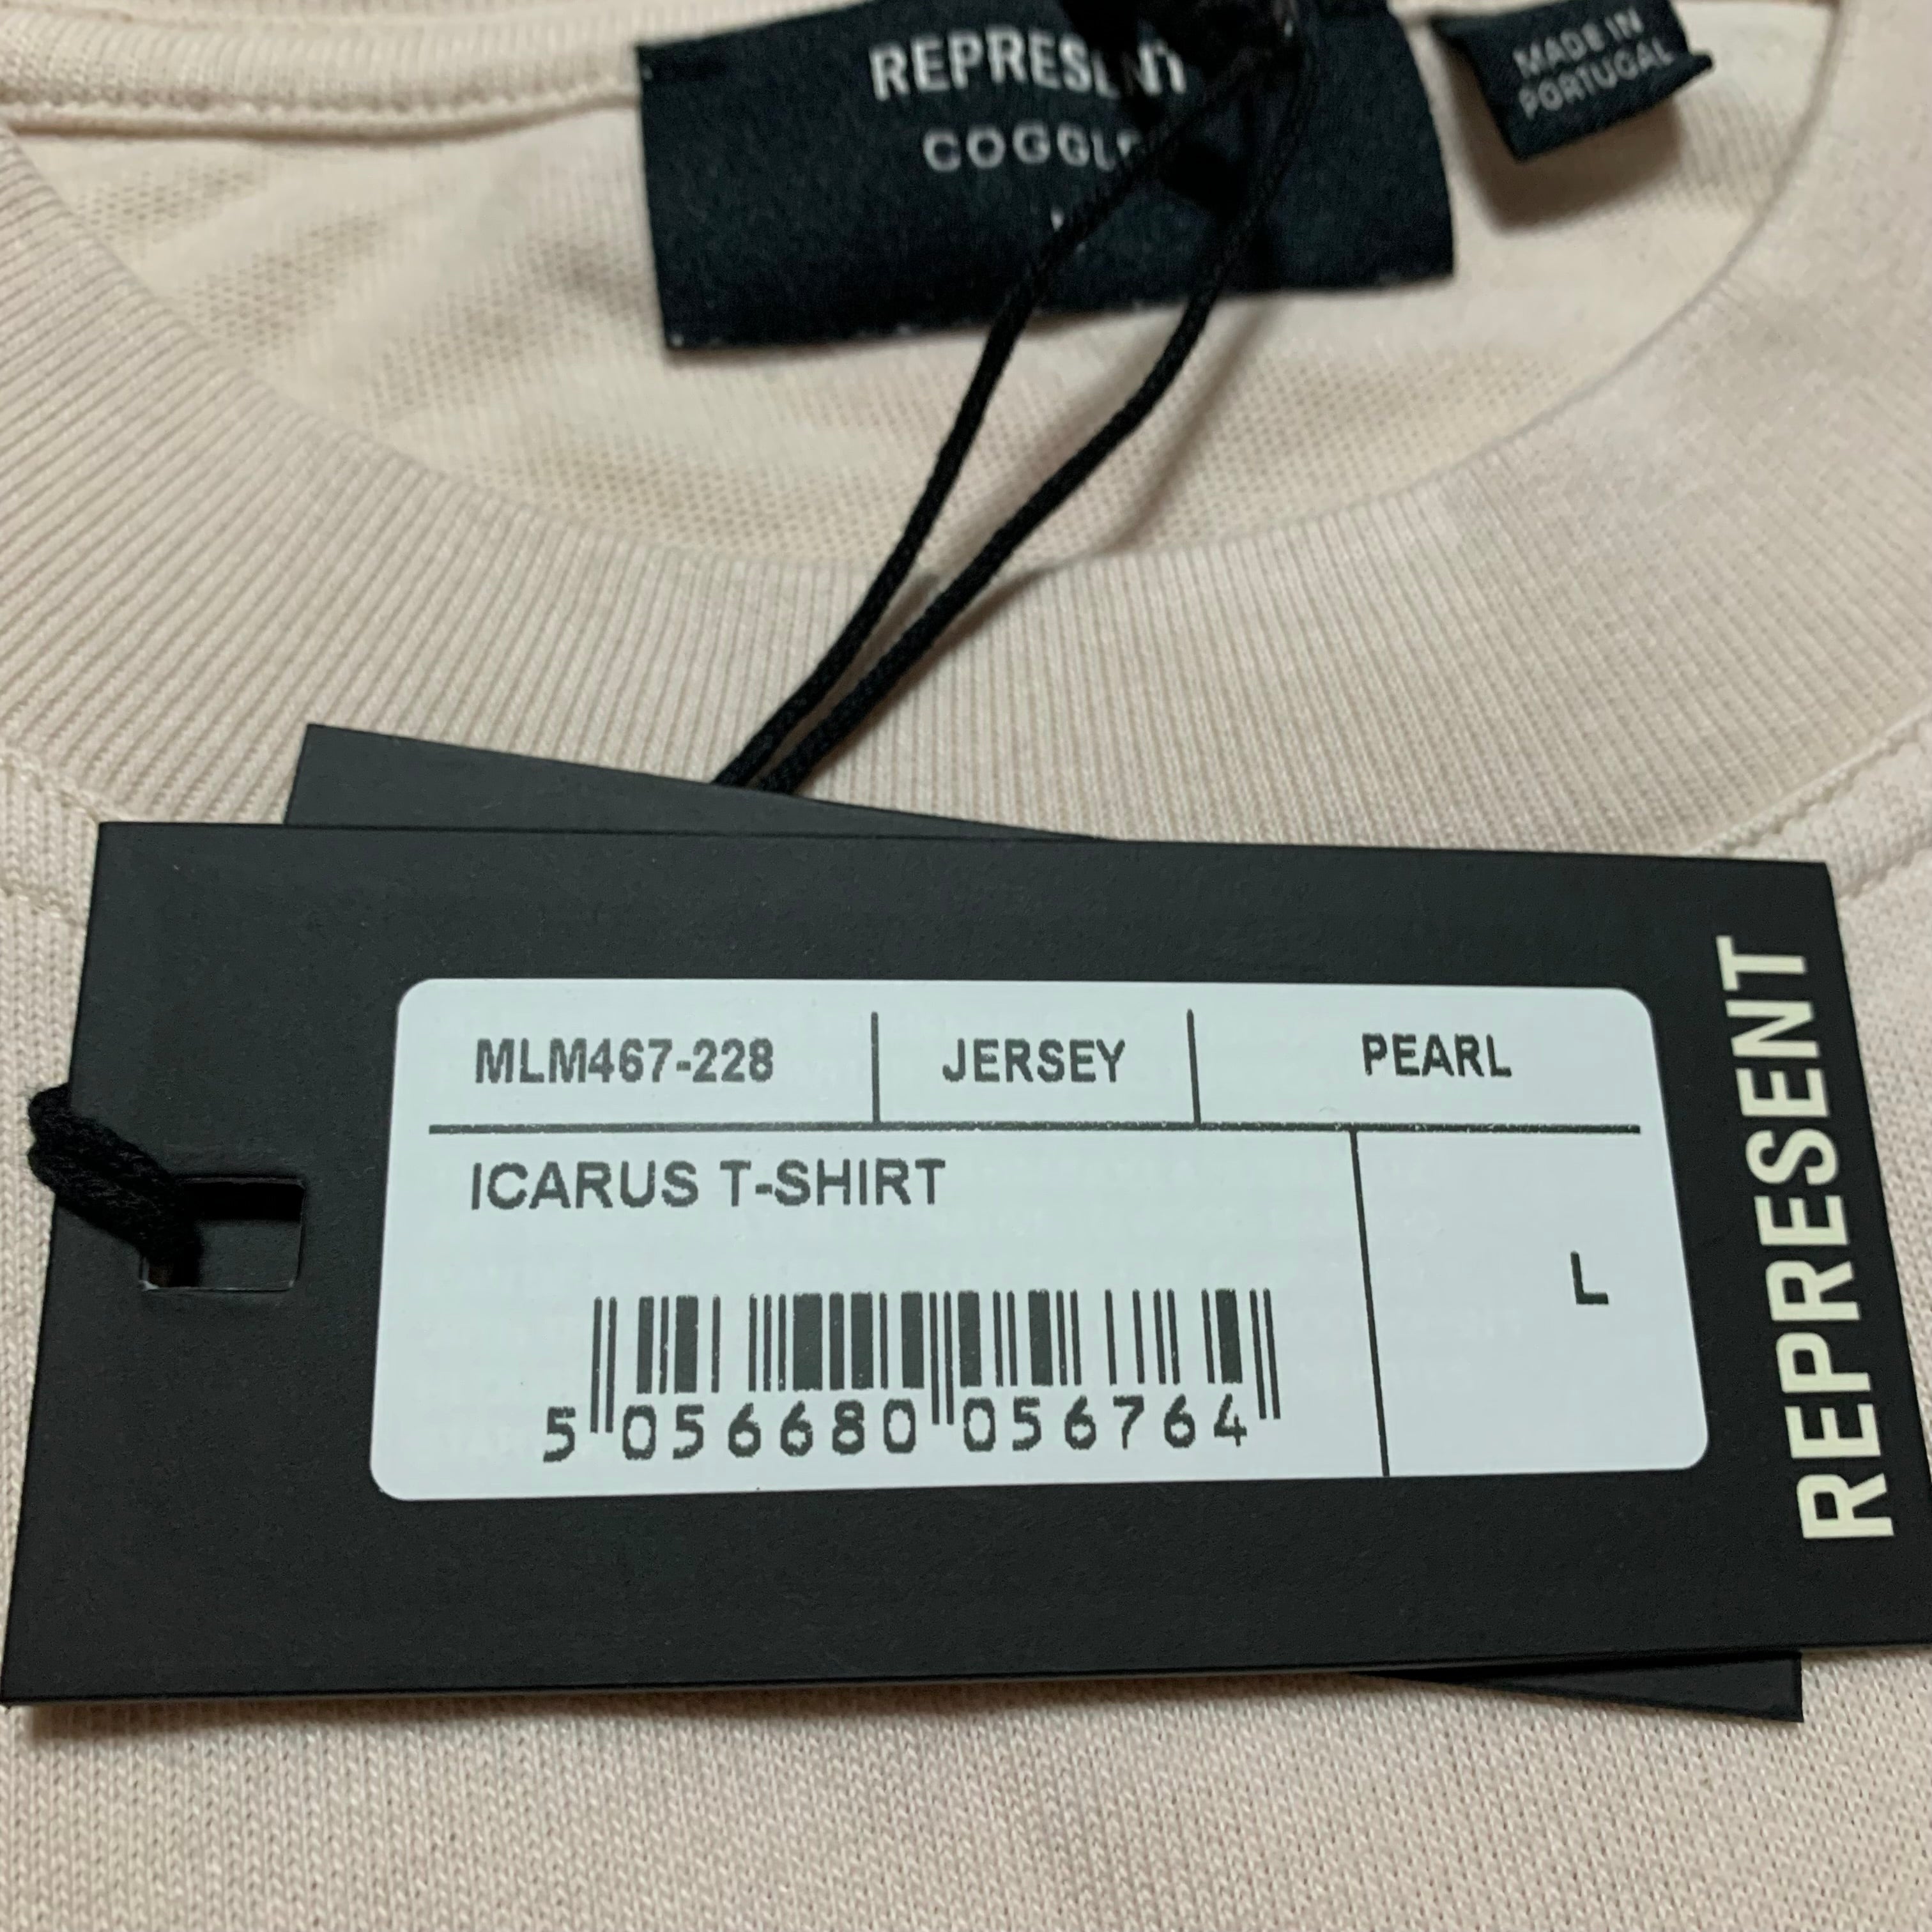 REPRESENT
MADE IN
PORTUGAL
MLM467-228 JERSEY PEARL
ICARUS T-SHIRT
L
5 056680 056764
REPRESENT